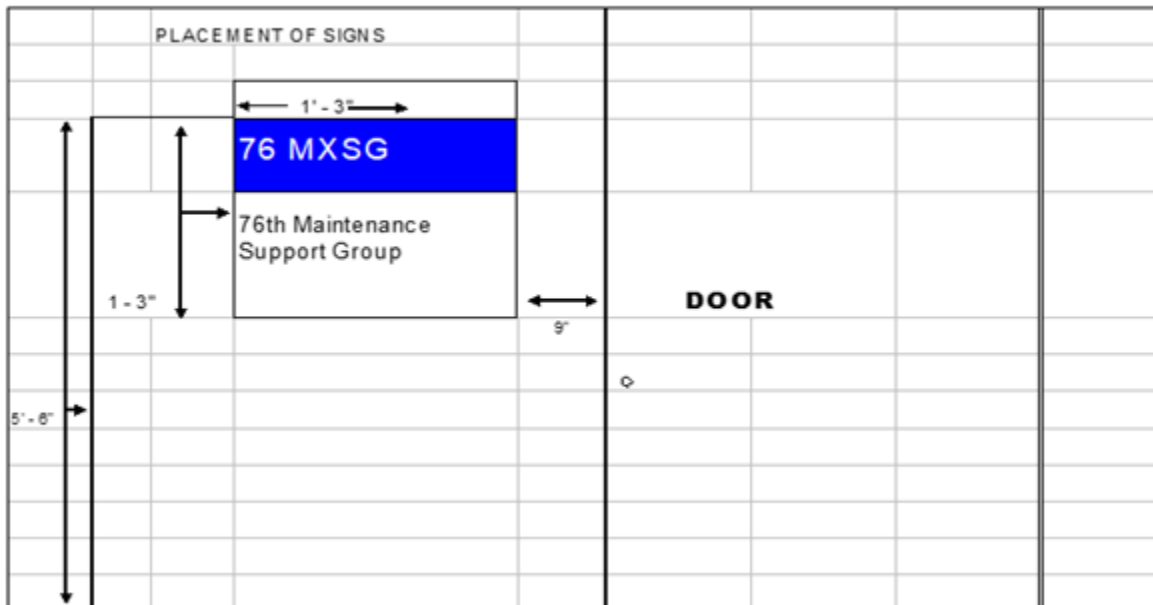 PLACEMENT OF SIGNS
1' - 3"
76 MXSG
76th Maintenance
Support Group
1 - 3"
DOOR
9"
5' - 6"